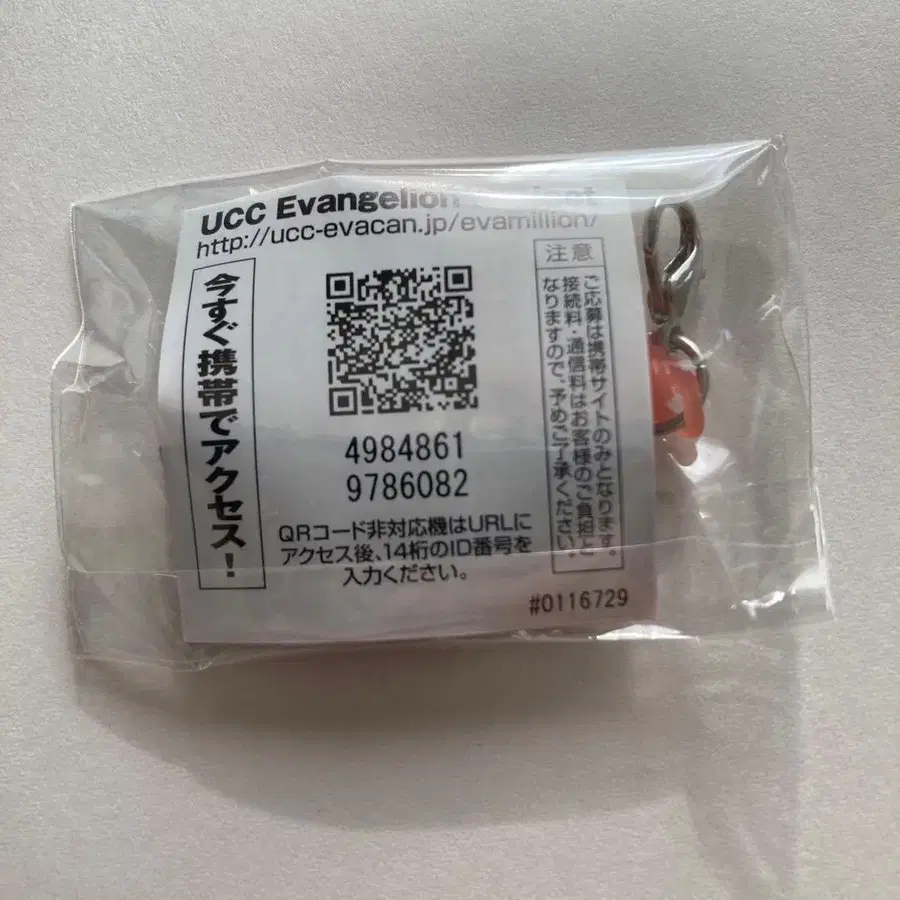 UCC Evangelion
http://ucc-evacan.jp/evamillion/
今すぐ携帯でアクセス!
4984861
9786082
QRコード非対応機はURLに
アクセス後、14桁のID番号を
入力ください。
注意
ご応募は携帯サイトのみとなります。
接続料・通信料はお客様のご負担と
なりますので、予めご了承ください。
#0116729